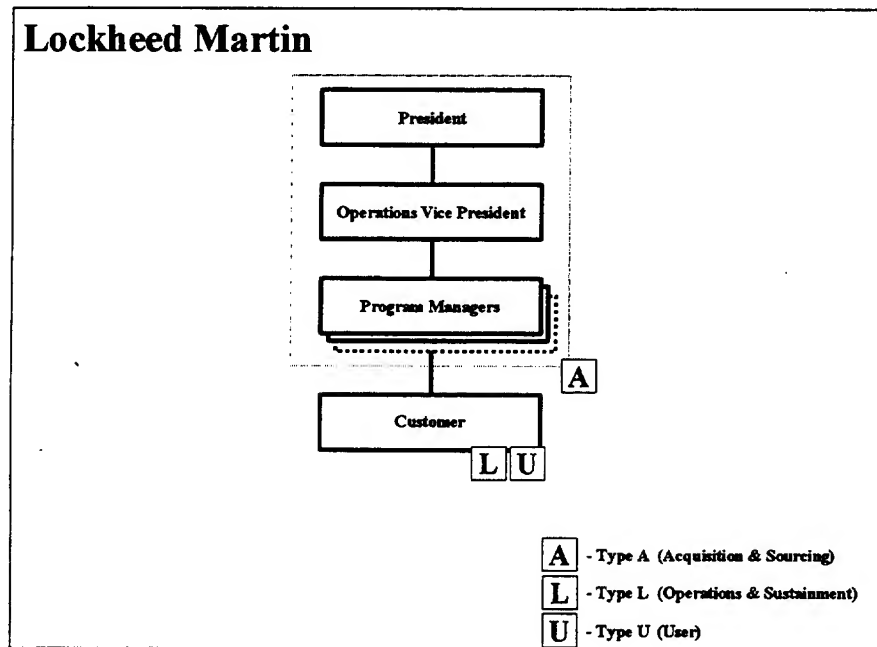 Lockheed Martin
President
Operations Vice President
Program Managers
A
Customer
L U
A - Type A (Acquisition & Sourcing)
L - Type L (Operations & Sustainment)
U - Type U (User)